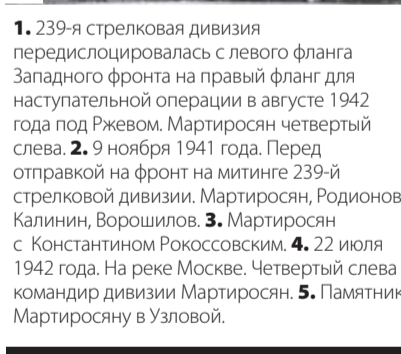 1. 239-я стрелковая дивизия
передислоцировалась с левого фланга
Западного фронта на правый фланг для
наступательной операции в августе 1942
года под Ржевом. Мартиросян четвертый
слева. 2. 9 ноября 1941 года. Перед
отправкой на фронт на митинге 239-й
стрелковой дивизии. Мартиросян, Родионов
Калинин, Ворошилов. 3. Мартиросян
с Константином Рокоссовским. 4. 22 июля
1942 года. На реке Москве. Четвертый слева
командир дивизии Мартиросян. 5. Памятник
Мартиросяну в Узловой.